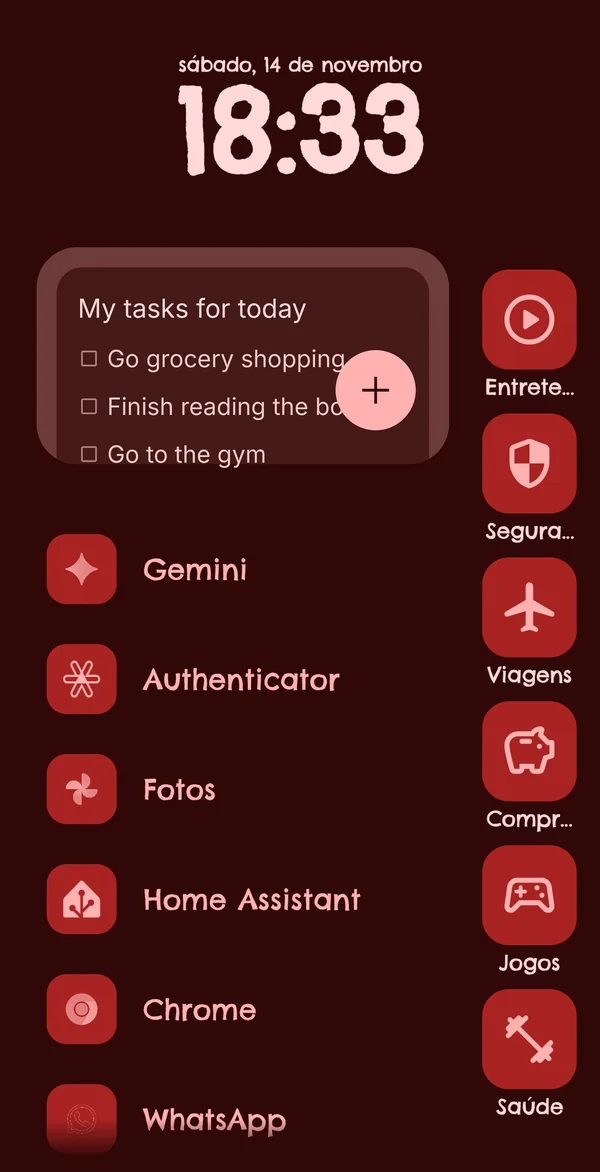 sábado, 14 de novembro
18:33
My tasks for today
Go grocery shopping
Finish reading the
Go to the gym
Gemini
Authenticator
Fotos
Home Assistant
Chrome
WhatsApp
Entrete...
Segura...
Viagens
Compr...
Jogos
Saúde